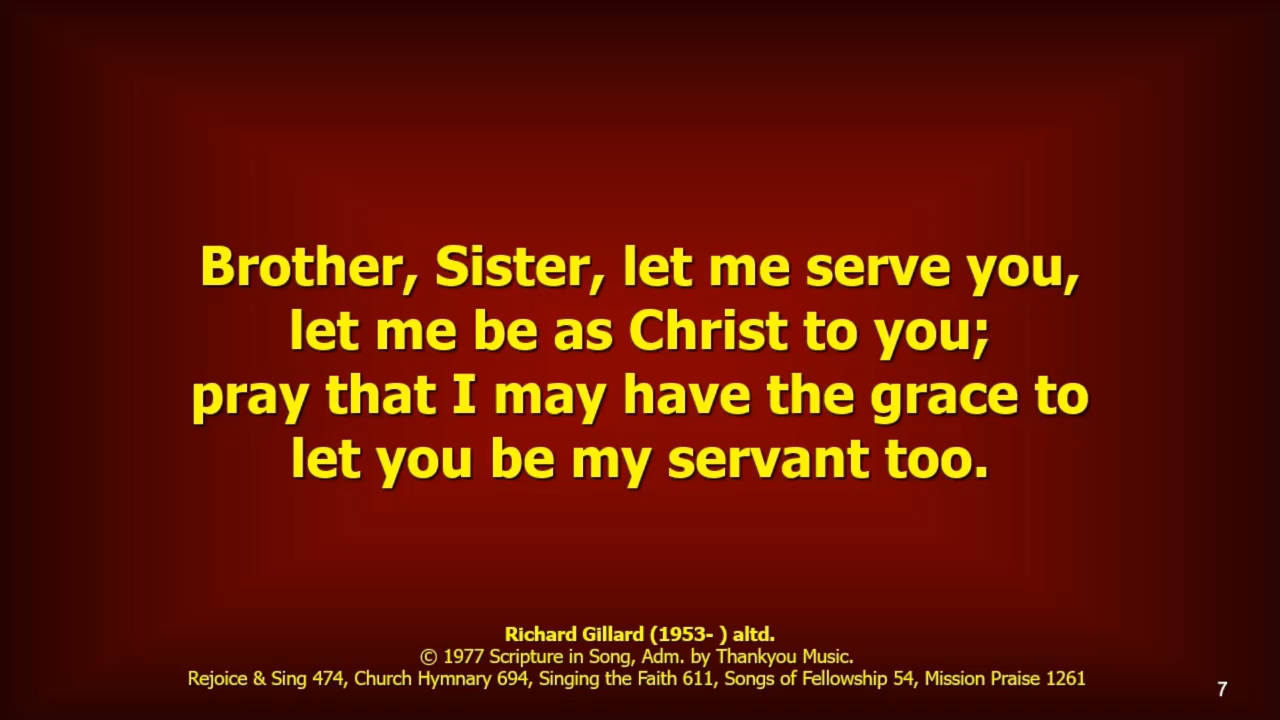 Brother, Sister, let me serve you,
let me be as Christ to you;
pray that I may have the grace to
let you be my servant too.
Richard Gillard (1953- ) altd.
© 1977 Scripture in Song, Adm. by Thankyou Music.
Rejoice & Sing 474, Church Hymnary 694, Singing the Faith 611, Songs of Fellowship 54, Mission Praise 1261
7